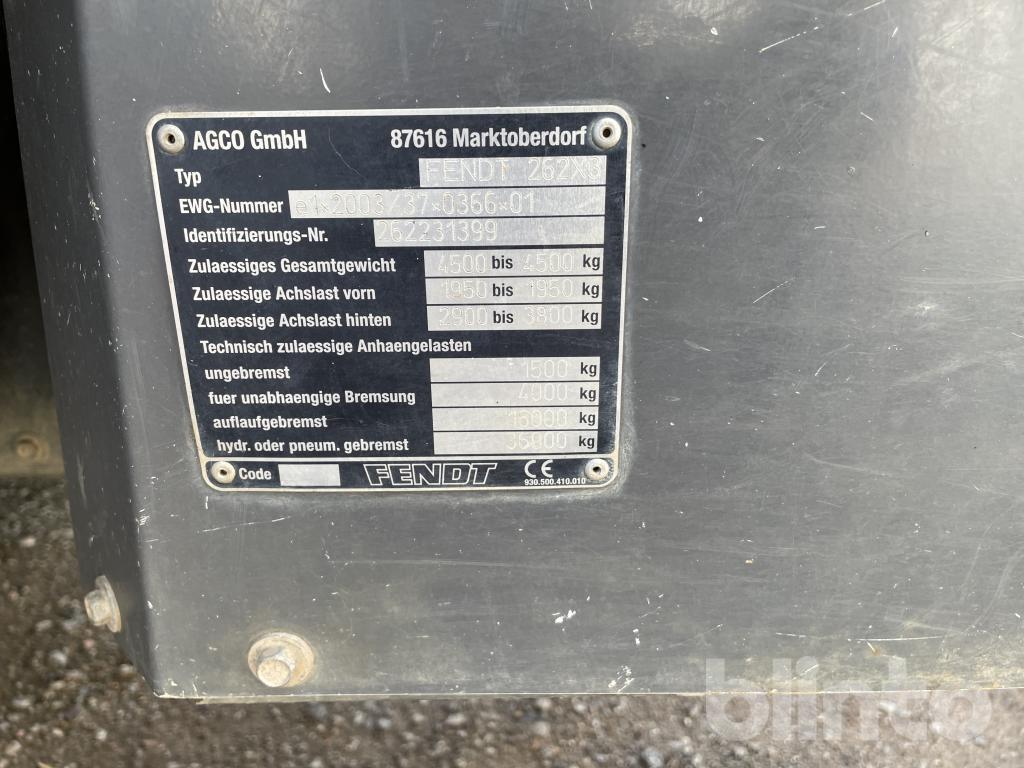 AGCO GmbH 87616 Marktoberdorf
Typ FENDT 262X3
EWG-Nummer e1*2003/37*0366*01
Identifizierungs-Nr. 262231399
Zulaessiges Gesamtgewicht 4500 bis 4500 kg
Zulaessige Achslast vorn 1950 bis 1950 kg
Zulaessige Achslast hinten 2900 bis 3800 kg
Technisch zulaessige Anhaengelasten
ungebremst 1500 kg
fuer unabhaengige Bremsung 4000 kg
auflaufgebremst kg
hydr. oder pneum. gebremst kg
Code FENDT CE
930.500.410.010
blinto